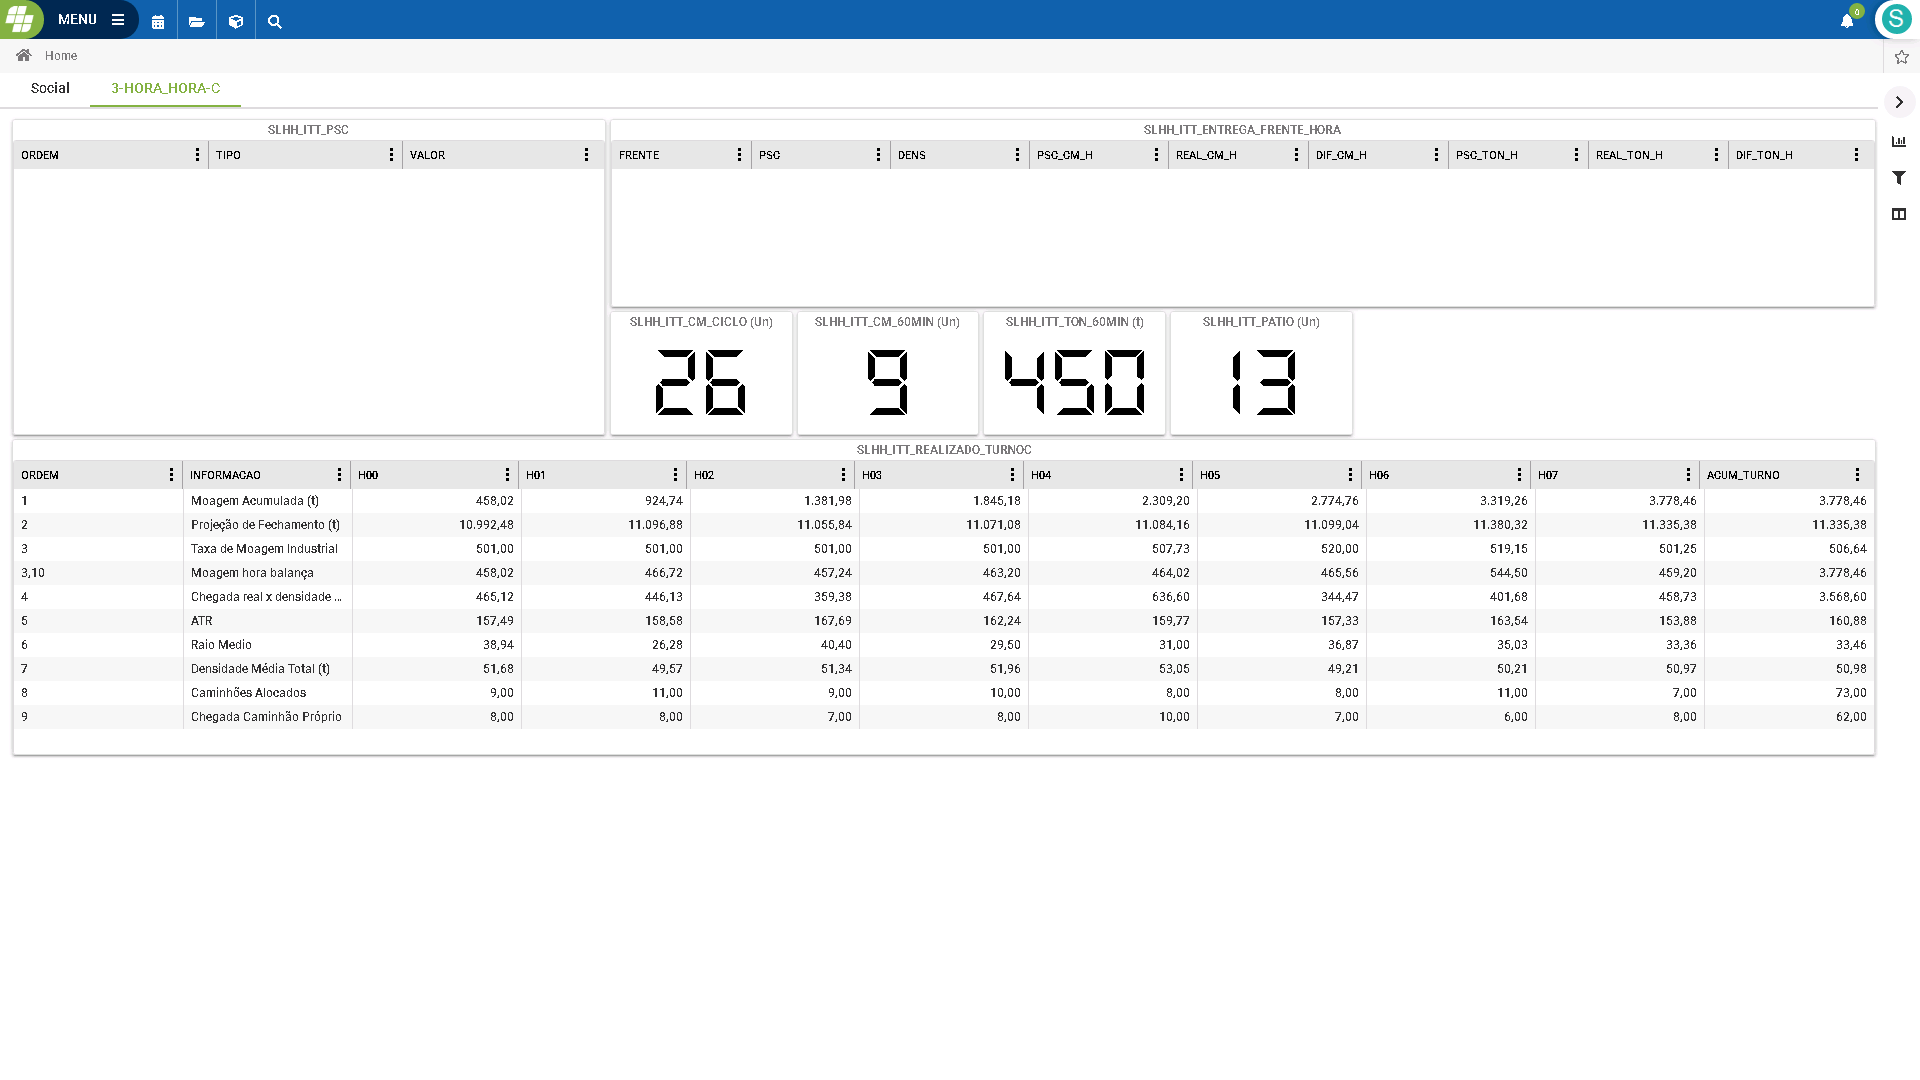 MENU
0
S
Home
Social 3-HORA_HORA-C
SLHH_ITT_PSC
ORDEM TIPO VALOR
SLHH_ITT_ENTREGA_FRENTE_HORA
FRENTE PSC DENS PSC_CM_H REAL_CM_H DIF_CM_H PSC_TON_H REAL_TON_H DIF_TON_H
SLHH_ITT_CM_CICLO (Un) SLHH_ITT_CM_60MIN (Un) SLHH_ITT_TON_60MIN (t) SLHH_ITT_PATIO (Un)
26 9 450 13
SLHH_ITT_REALIZADO_TURNOC
ORDEM INFORMACAO H00 H01 H02 H03 H04 H05 H06 H07 ACUM_TURNO
1 Moagem Acumulada (t) 458,02 924,74 1.381,98 1.845,18 2.309,20 2.774,76 3.319,26 3.778,46 3.778,46
2 Projeção de Fechamento (t) 10.992,48 11.096,88 11.055,84 11.071,08 11.084,16 11.099,04 11.380,32 11.335,38 11.335,38
3 Taxa de Moagem Industrial 501,00 501,00 501,00 501,00 507,73 520,00 519,15 501,25 506,64
3,10 Moagem hora balança 458,02 466,72 457,24 463,20 464,02 465,56 544,50 459,20 3.778,46
4 Chegada real x densidade ... 465,12 446,13 359,38 467,64 636,60 344,47 401,68 458,73 3.568,60
5 ATR 157,49 158,58 167,69 162,24 159,77 157,33 163,54 153,88 160,88
6 Raio Medio 38,94 26,28 40,40 29,50 31,00 36,87 35,03 33,36 33,46
7 Densidade Média Total (t) 51,68 49,57 51,34 51,96 53,05 49,21 50,21 50,97 50,98
8 Caminhões Alocados 9,00 11,00 9,00 10,00 8,00 8,00 11,00 7,00 73,00
9 Chegada Caminhão Próprio 8,00 8,00 7,00 8,00 10,00 7,00 6,00 8,00 62,00